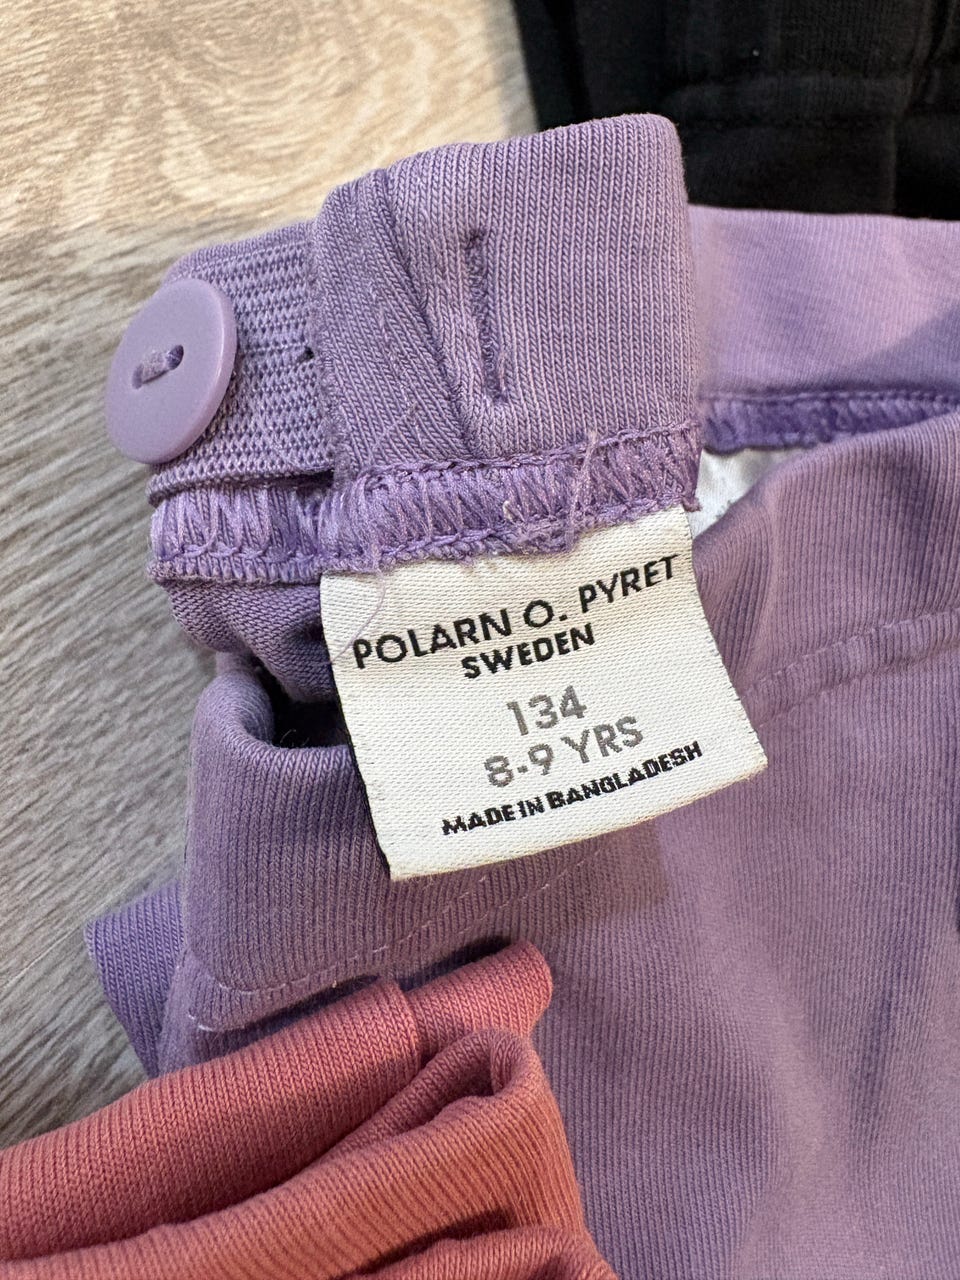 POLARN O. PYRET
SWEDEN
134
8-9 YRS
MADE IN BANGLADESH